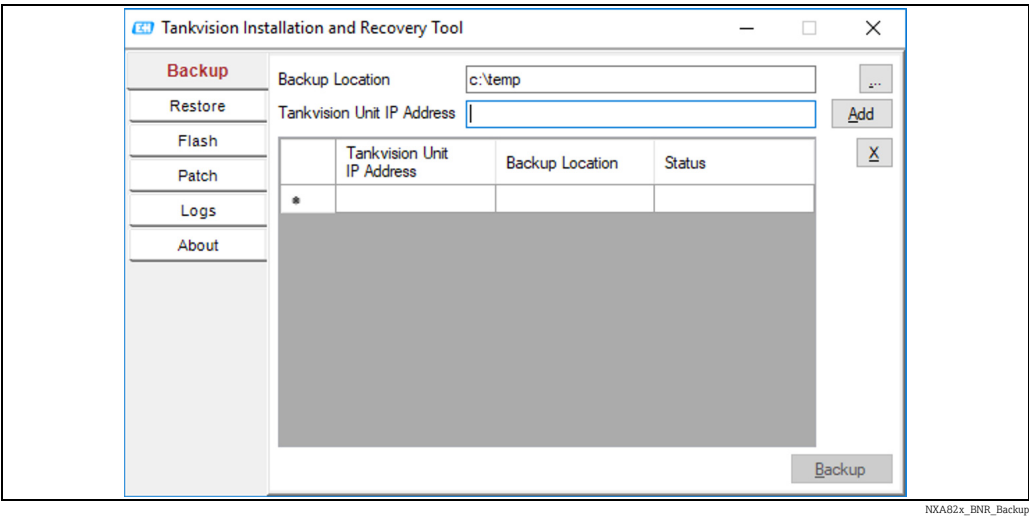 EH Tankvision Installation and Recovery Tool
Backup
Restore
Flash
Patch
Logs
About
Backup Location c:\temp ...
Tankvision Unit IP Address Add
X
Tankvision Unit
IP Address Backup Location Status
*
Backup
NXA82x_BNR_Backup